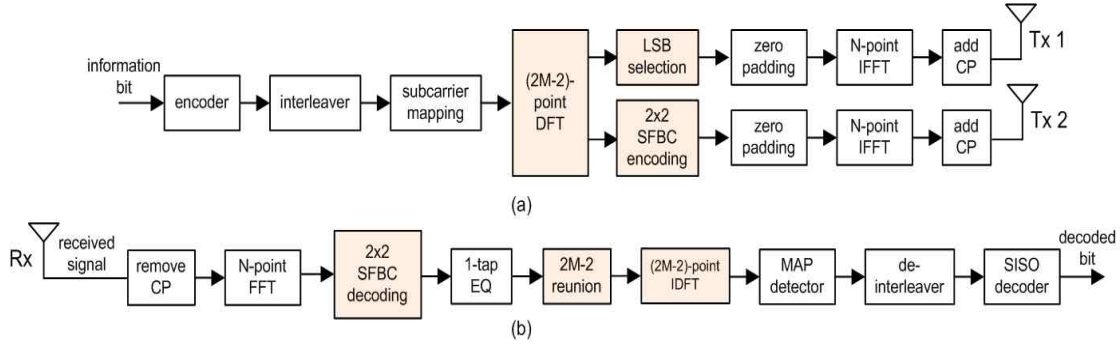 information
bit
encoder
interleaver
subcarrier
mapping
(2M-2)-
point
DFT
LSB
selection
zero
padding
N-point
IFFT
add
CP
Tx 1
2x2
SFBC
encoding
zero
padding
N-point
IFFT
add
CP
Tx 2
(a)
Rx
received
signal
remove
CP
N-point
FFT
2x2
SFBC
decoding
1-tap
EQ
2M-2
reunion
(2M-2)-point
IDFT
MAP
detector
de-
interleaver
SISO
decoder
decoded
bit
(b)